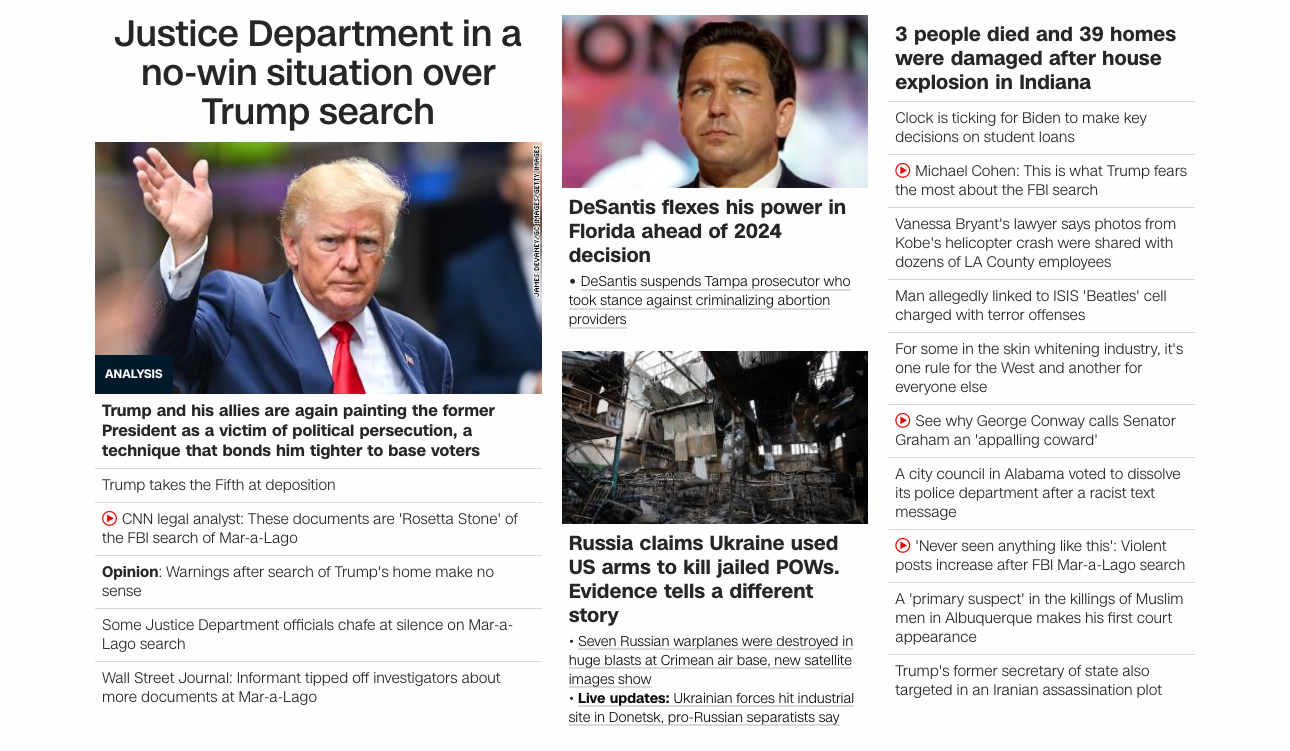 Justice Department in a
no-win situation over
Trump search
JAMES DEVANEY/GC IMAGES/GETTY IMAGES
ANALYSIS
Trump and his allies are again painting the former
President as a victim of political persecution, a
technique that bonds him tighter to base voters
Trump takes the Fifth at deposition
CNN legal analyst: These documents are 'Rosetta Stone' of
the FBI search of Mar-a-Lago
Opinion: Warnings after search of Trump's home make no
sense
Some Justice Department officials chafe at silence on Mar-a-
Lago search
Wall Street Journal: Informant tipped off investigators about
more documents at Mar-a-Lago
DeSantis flexes his power in
Florida ahead of 2024
decision
• DeSantis suspends Tampa prosecutor who
took stance against criminalizing abortion
providers
Russia claims Ukraine used
US arms to kill jailed POWs.
Evidence tells a different
story
• Seven Russian warplanes were destroyed in
huge blasts at Crimean air base, new satellite
images show
• Live updates: Ukrainian forces hit industrial
site in Donetsk, pro-Russian separatists say
3 people died and 39 homes
were damaged after house
explosion in Indiana
Clock is ticking for Biden to make key
decisions on student loans
Michael Cohen: This is what Trump fears
the most about the FBI search
Vanessa Bryant's lawyer says photos from
Kobe's helicopter crash were shared with
dozens of LA County employees
Man allegedly linked to ISIS 'Beatles' cell
charged with terror offenses
For some in the skin whitening industry, it's
one rule for the West and another for
everyone else
See why George Conway calls Senator
Graham an 'appalling coward'
A city council in Alabama voted to dissolve
its police department after a racist text
message
'Never seen anything like this': Violent
posts increase after FBI Mar-a-Lago search
A 'primary suspect' in the killings of Muslim
men in Albuquerque makes his first court
appearance
Trump's former secretary of state also
targeted in an Iranian assassination plot